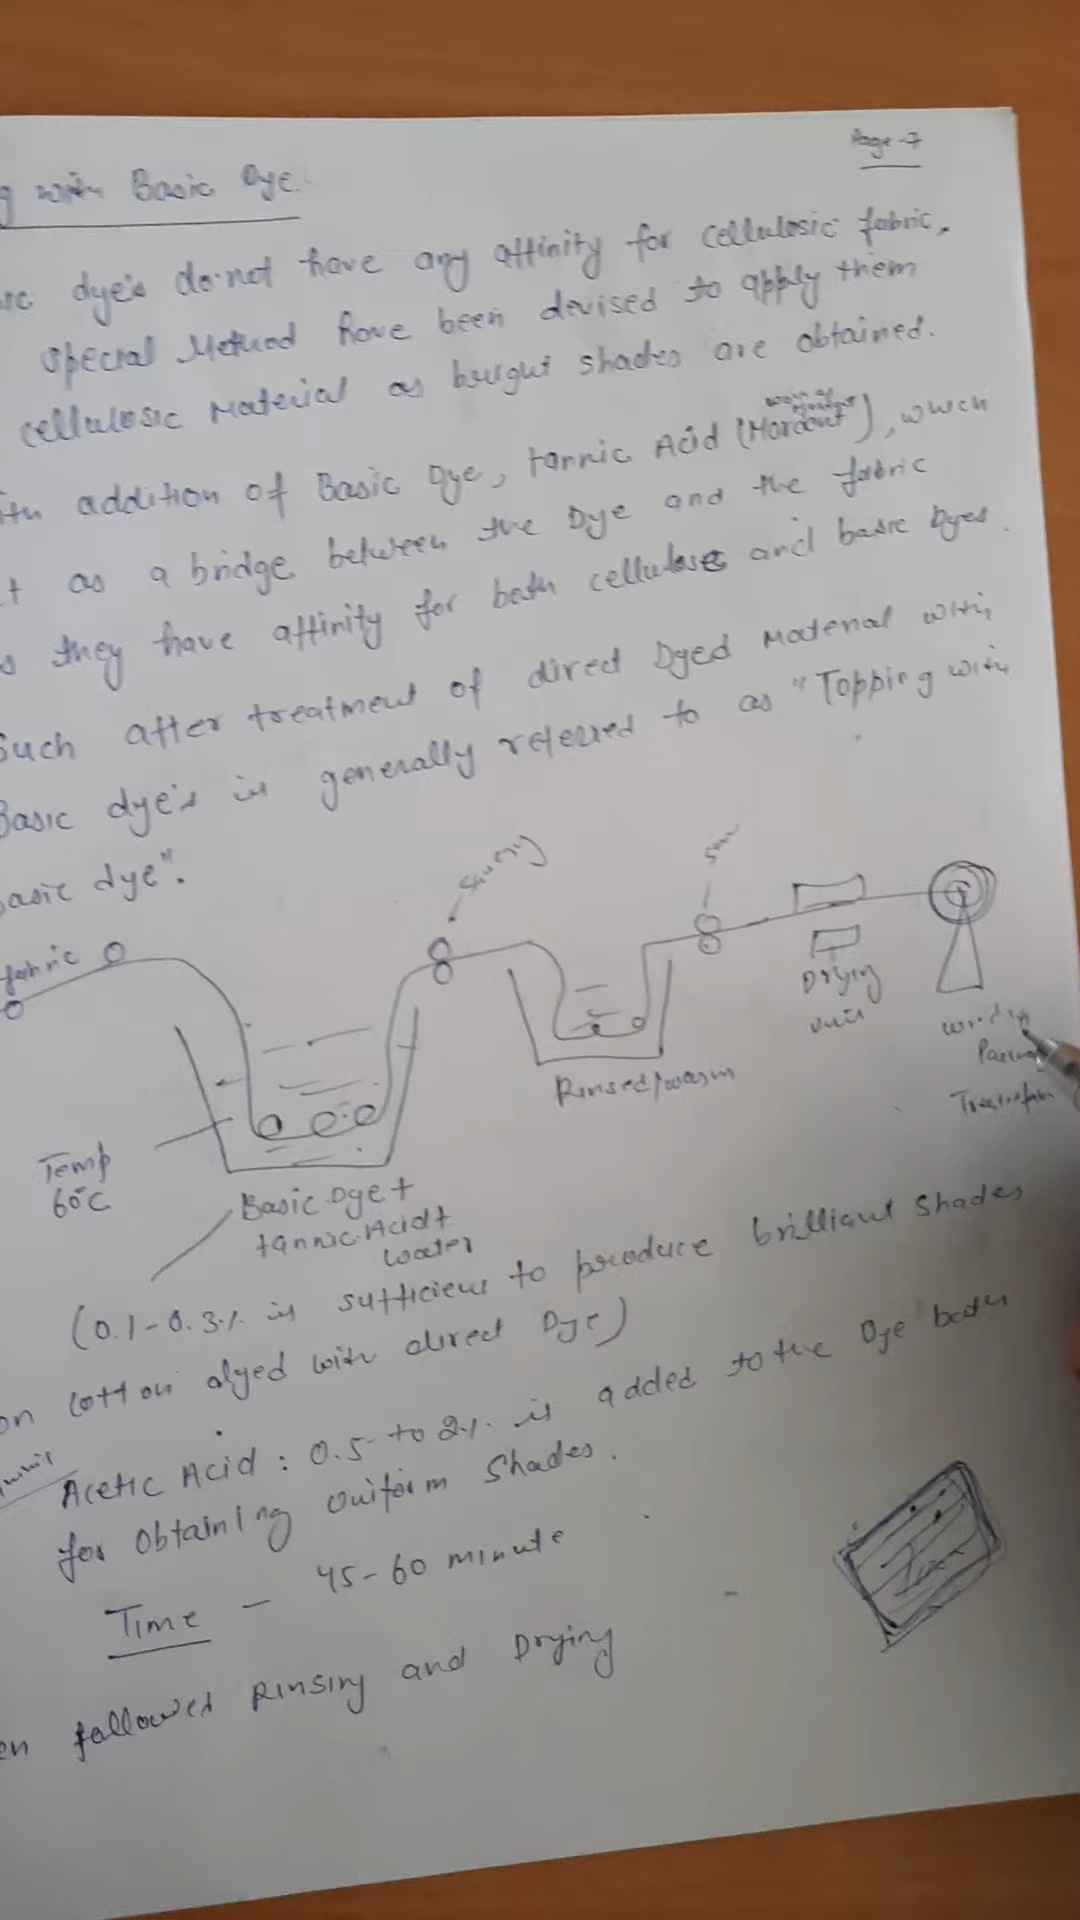 Page-7
g with Basic Dye.
dye's do not have any affinity for cellulosic fabric,
special Method have been devised to apply them
cellulosic Material as bright shades are obtained.
addition of Basic Dye, tannic Acid (Mordant), which
t as a bridge between the Dye and the fabric
s they have affinity for both cellulose and basic Dyes.
Such after treatment of direct Dyed Material with
Basic dye's is generally referred to as "Topping with
basic dye".
fabric
Drying
unit
Rinsed/warm
Temp
60°C
Basic Dye +
tannic Acid +
water
(0.1-0.3% is sufficient to produce brilliant shades
on cotton dyed with direct Dye)
Acetic Acid : 0.5 to 2% is added to the Dye bath
for obtaining uniform shades.
Time - 45-60 minute
en followed Rinsing and Drying